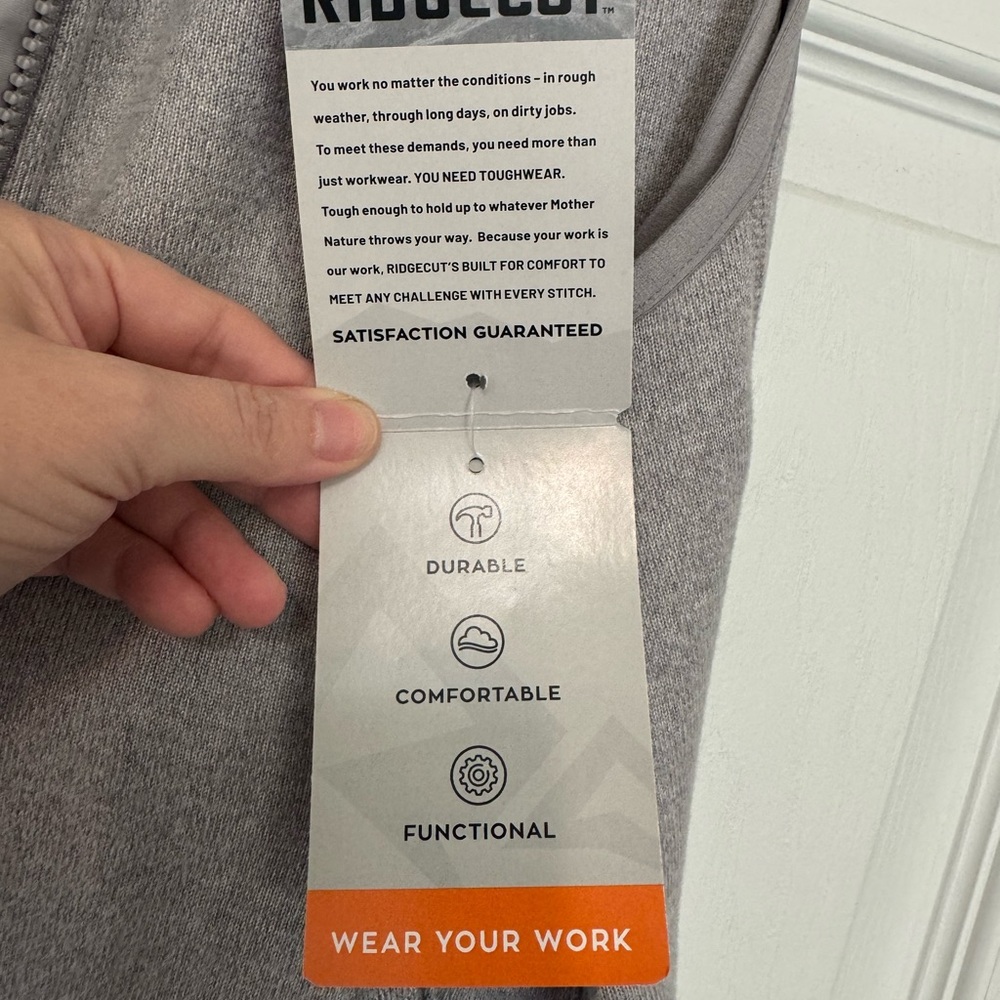 RIDGECUT™
You work no matter the conditions – in rough
weather, through long days, on dirty jobs.
To meet these demands, you need more than
just workwear. YOU NEED TOUGHWEAR.
Tough enough to hold up to whatever Mother
Nature throws your way. Because your work is
our work, RIDGECUT'S BUILT FOR COMFORT TO
MEET ANY CHALLENGE WITH EVERY STITCH.
SATISFACTION GUARANTEED
DURABLE
COMFORTABLE
FUNCTIONAL
WEAR YOUR WORK